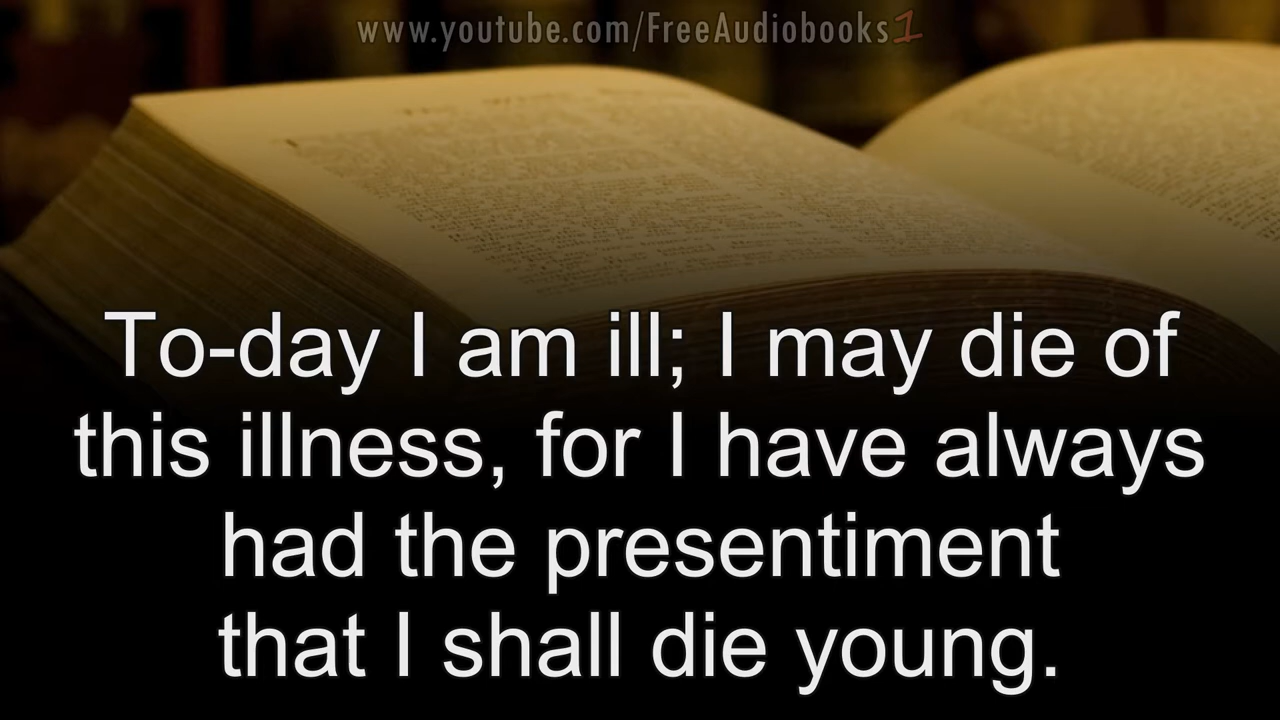 www.youtube.com/FreeAudiobooks1
To-day I am ill; I may die of
this illness, for I have always
had the presentiment
that I shall die young.